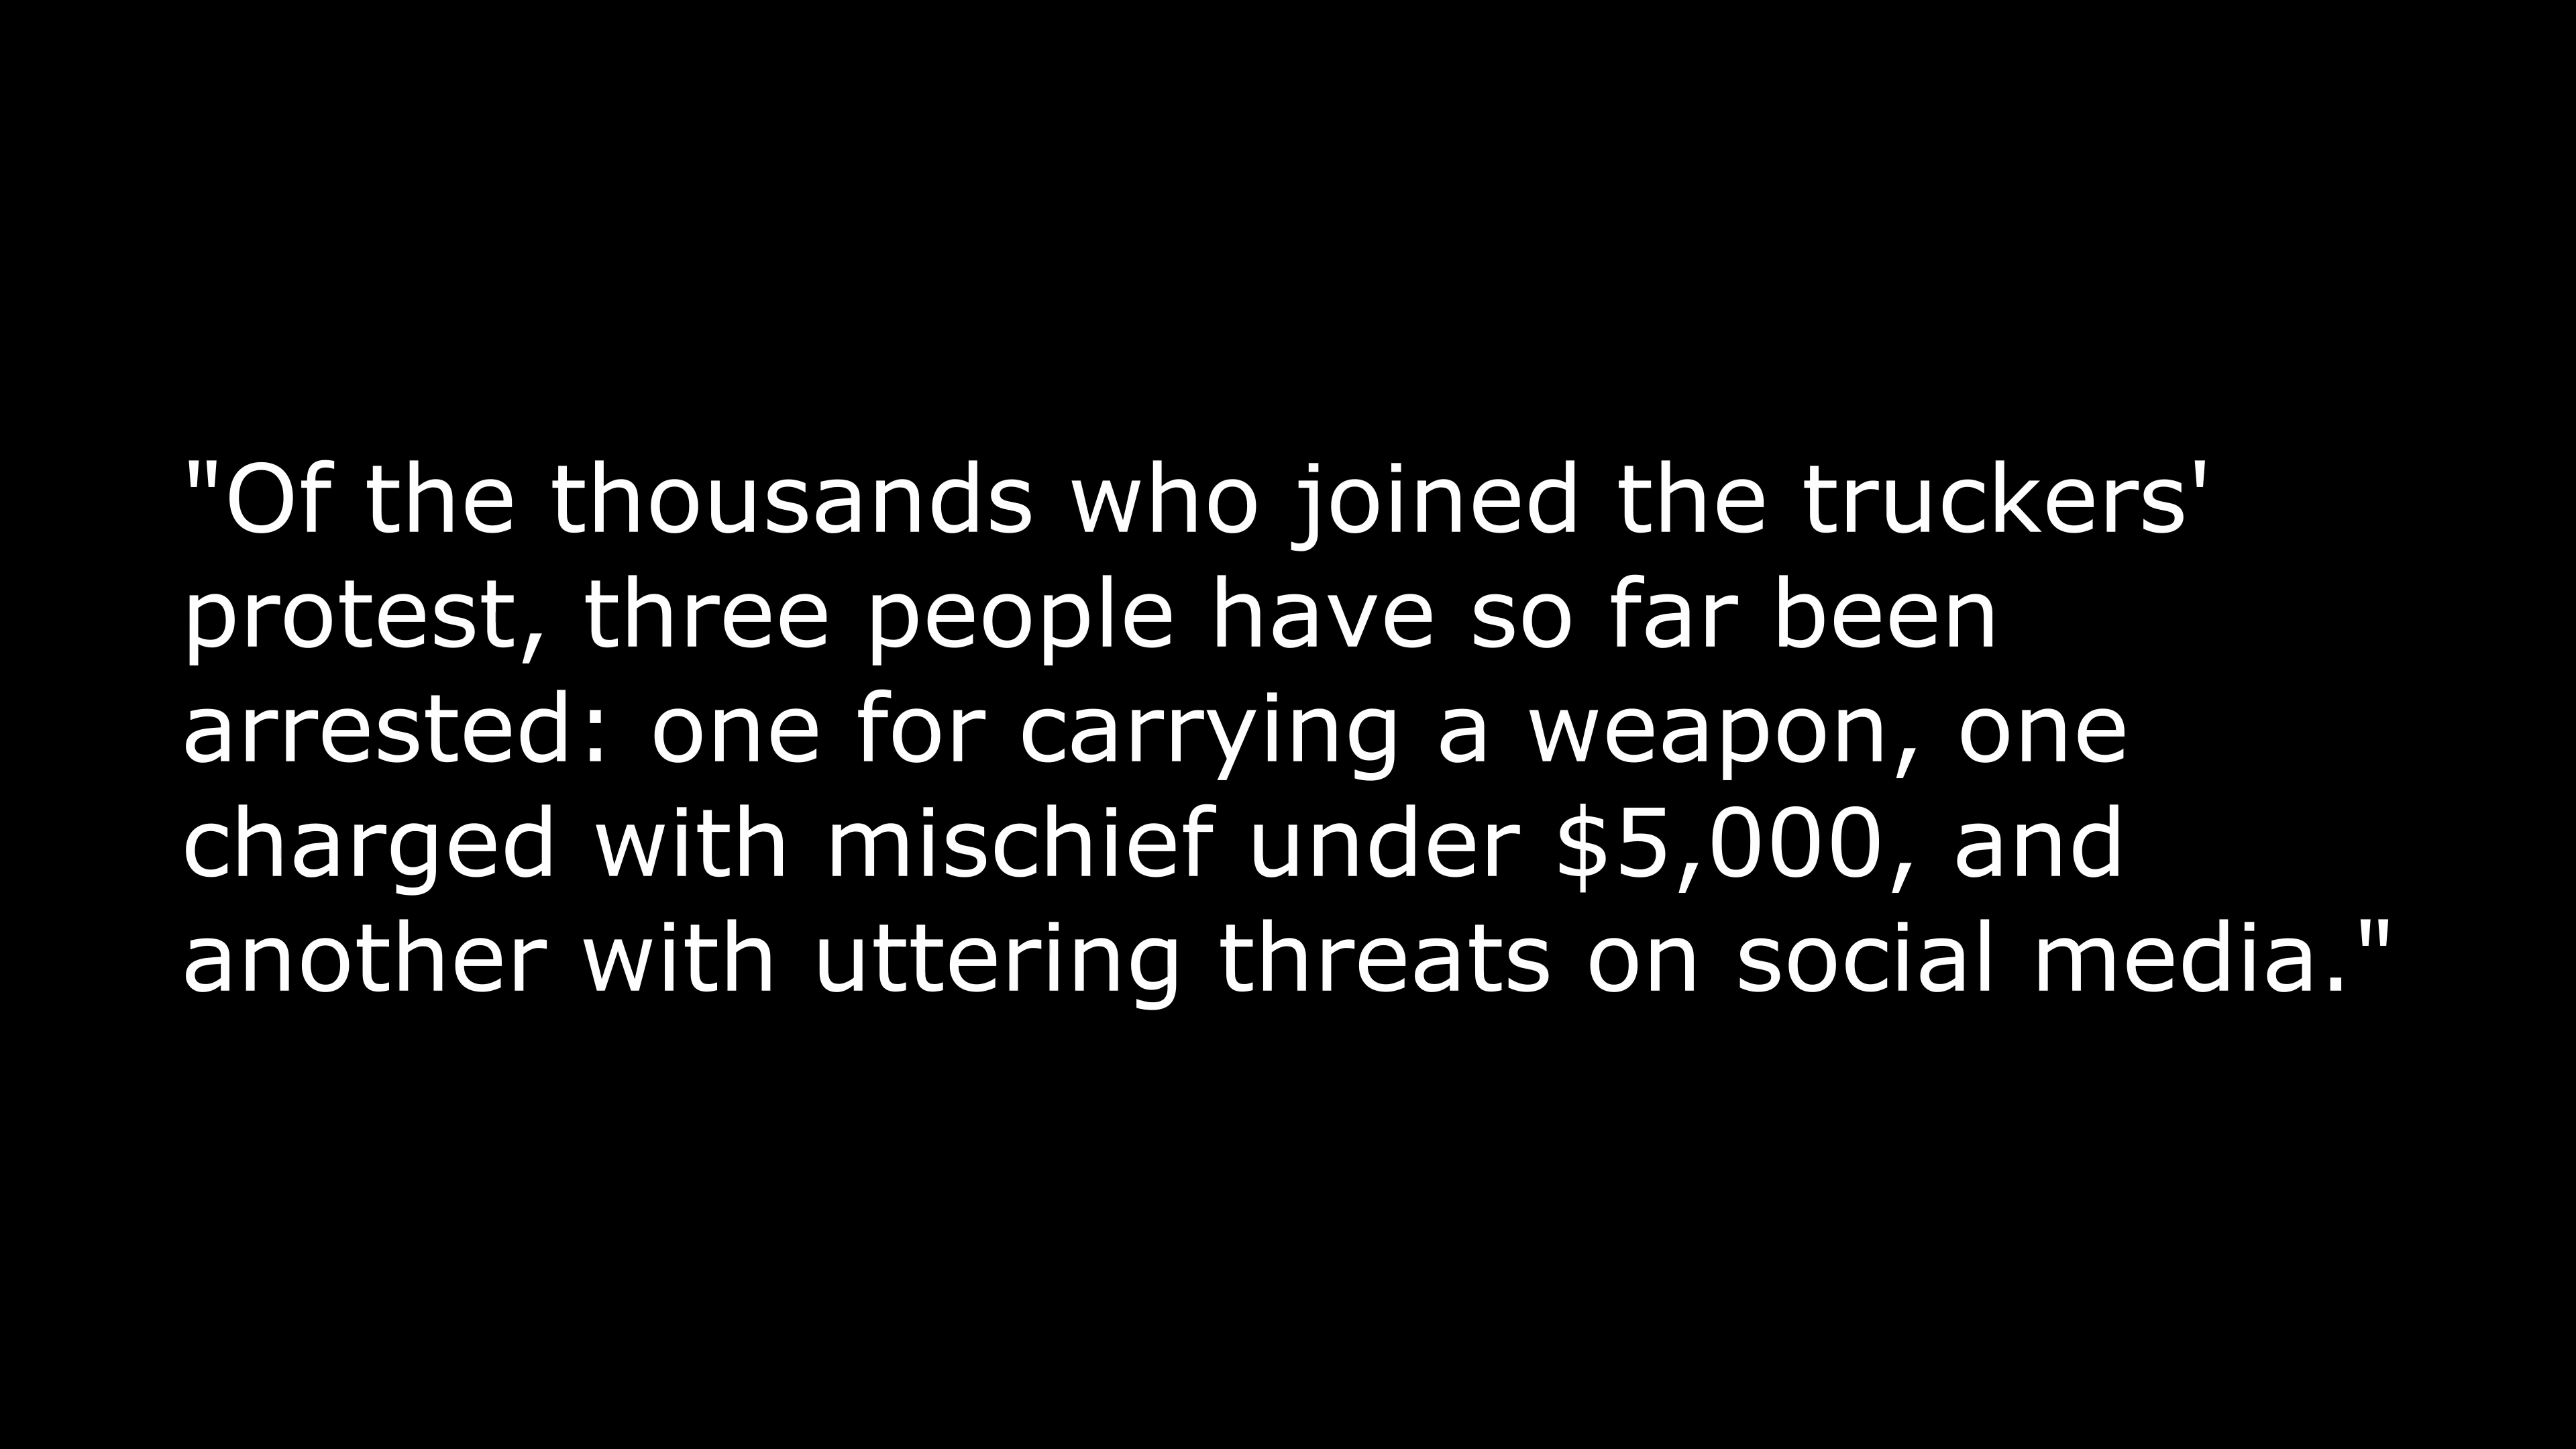 "Of the thousands who joined the truckers'
protest, three people have so far been
arrested: one for carrying a weapon, one
charged with mischief under $5,000, and
another with uttering threats on social media."